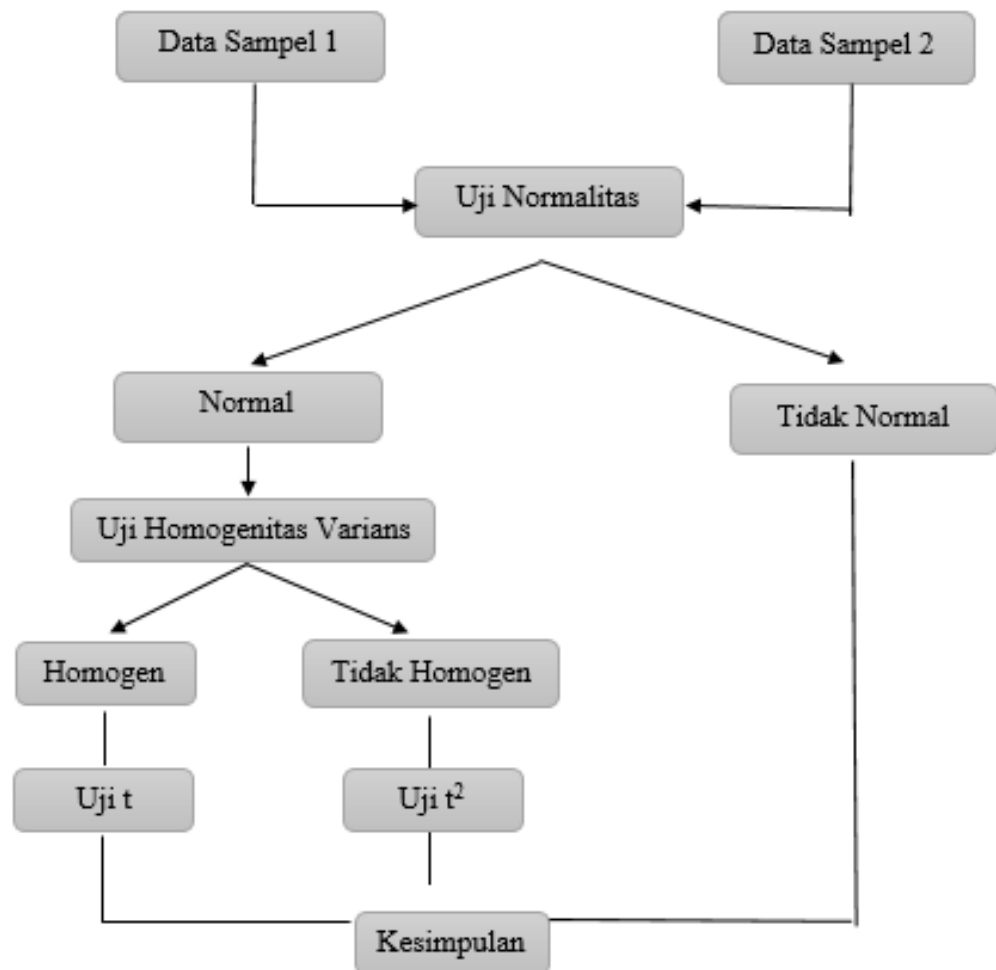 Data Sampel 1
Data Sampel 2
Uji Normalitas
Normal
Tidak Normal
Uji Homogenitas Varians
Homogen
Tidak Homogen
Uji t
Uji t²
Kesimpulan